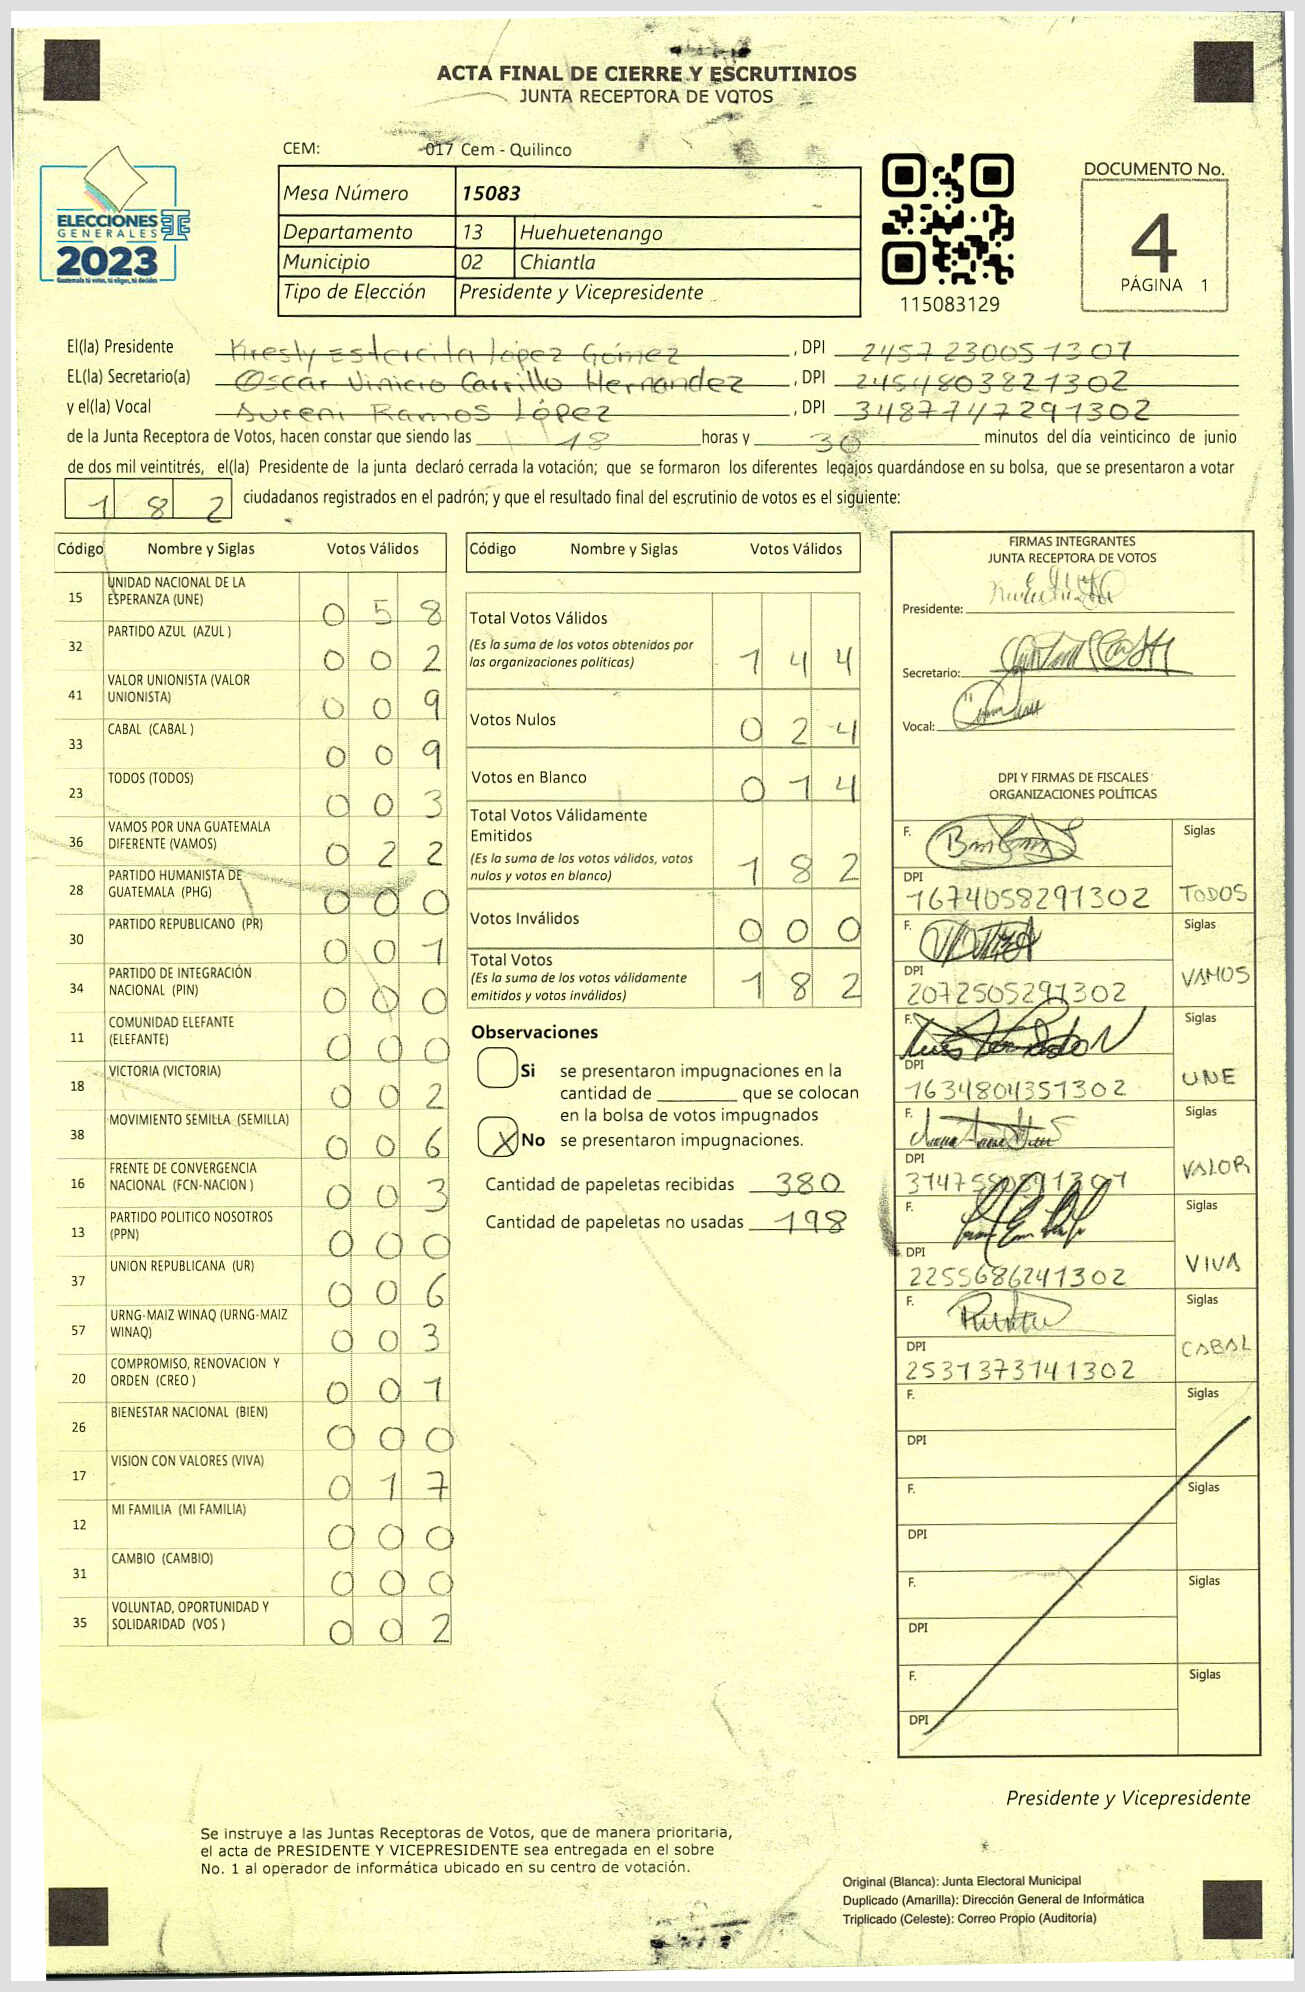 ACTA FINAL DE CIERRE Y ESCRUTINIOS
JUNTA RECEPTORA DE VOTOS
CEM: 017 Cem - Quilinco
ELECCIONES
GENERALES
2023
Guatemala tú votas, tú eliges, tú decides
Mesa Número 15083
Departamento 13 Huehuetenango
Municipio 02 Chiantla
Tipo de Elección Presidente y Vicepresidente
115083129
DOCUMENTO No.
4
PÁGINA 1
El(la) Presidente Kresly Estercita López Gómez, DPI 2457230051301
EL(la) Secretario(a) Oscar Vinicio Carrillo Hernandez, DPI 2454803821302
y el(la) Vocal Ramos López, DPI 3487747291302
de la Junta Receptora de Votos, hacen constar que siendo las 18 horas y 30 minutos del día veinticinco de junio
de dos mil veintitrés, el(la) Presidente de la junta declaró cerrada la votación; que se formaron los diferentes legajos guardándose en su bolsa, que se presentaron a votar
1 8 2 ciudadanos registrados en el padrón; y que el resultado final del escrutinio de votos es el siguiente:
Código Nombre y Siglas Votos Válidos
15 UNIDAD NACIONAL DE LA ESPERANZA (UNE) 0 5 8
32 PARTIDO AZUL (AZUL ) 0 0 2
41 VALOR UNIONISTA (VALOR UNIONISTA) 0 0 9
33 CABAL (CABAL ) 0 0 9
23 TODOS (TODOS) 0 0 3
36 VAMOS POR UNA GUATEMALA DIFERENTE (VAMOS) 0 2 2
28 PARTIDO HUMANISTA DE GUATEMALA (PHG) 0 0 0
30 PARTIDO REPUBLICANO (PR) 0 0 1
34 PARTIDO DE INTEGRACIÓN NACIONAL (PIN) 0 0 0
11 COMUNIDAD ELEFANTE (ELEFANTE) 0 0 0
18 VICTORIA (VICTORIA) 0 0 2
38 MOVIMIENTO SEMILLA (SEMILLA) 0 0 6
16 FRENTE DE CONVERGENCIA NACIONAL (FCN-NACION ) 0 0 3
13 PARTIDO POLITICO NOSOTROS (PPN) 0 0 0
37 UNION REPUBLICANA (UR) 0 0 6
57 URNG-MAIZ WINAQ (URNG-MAIZ WINAQ) 0 0 3
20 COMPROMISO, RENOVACION Y ORDEN (CREO ) 0 0 1
26 BIENESTAR NACIONAL (BIEN) 0 0 0
17 VISION CON VALORES (VIVA) 0 1 7
12 MI FAMILIA (MI FAMILIA) 0 0 0
31 CAMBIO (CAMBIO) 0 0 0
35 VOLUNTAD, OPORTUNIDAD Y SOLIDARIDAD (VOS ) 0 0 2
Código Nombre y Siglas Votos Válidos
Total Votos Válidos
(Es la suma de los votos obtenidos por
las organizaciones políticas) 1 4 4
Votos Nulos 0 2 4
Votos en Blanco 0 1 4
Total Votos Válidamente
Emitidos
(Es la suma de los votos válidos, votos
nulos y votos en blanco) 1 8 2
Votos Inválidos 0 0 0
Total Votos
(Es la suma de los votos válidamente
emitidos y votos inválidos) 1 8 2
Observaciones
Si se presentaron impugnaciones en la
cantidad de ________ que se colocan
en la bolsa de votos impugnados
X No se presentaron impugnaciones.
Cantidad de papeletas recibidas 380
Cantidad de papeletas no usadas 198
FIRMAS INTEGRANTES
JUNTA RECEPTORA DE VOTOS
Presidente:
Secretario:
Vocal:
DPI Y FIRMAS DE FISCALES
ORGANIZACIONES POLÍTICAS
F. Siglas
DPI
1674058291302 TODOS
F. Siglas
DPI
2072505291302 VAMOS
F. Siglas
DPI
1634804351302 UNE
F. Siglas
DPI
VALOR
F. Siglas
DPI
2255686241302 VIVA
F. Siglas
DPI
2531373141302 CABAL
F. Siglas
DPI
F. Siglas
DPI
F. Siglas
DPI
F. Siglas
DPI
Presidente y Vicepresidente
Se instruye a las Juntas Receptoras de Votos, que de manera prioritaria,
el acta de PRESIDENTE Y VICEPRESIDENTE sea entregada en el sobre
No. 1 al operador de informática ubicado en su centro de votación.
Original (Blanca): Junta Electoral Municipal
Duplicado (Amarilla): Dirección General de Informática
Triplicado (Celeste): Correo Propio (Auditoría)